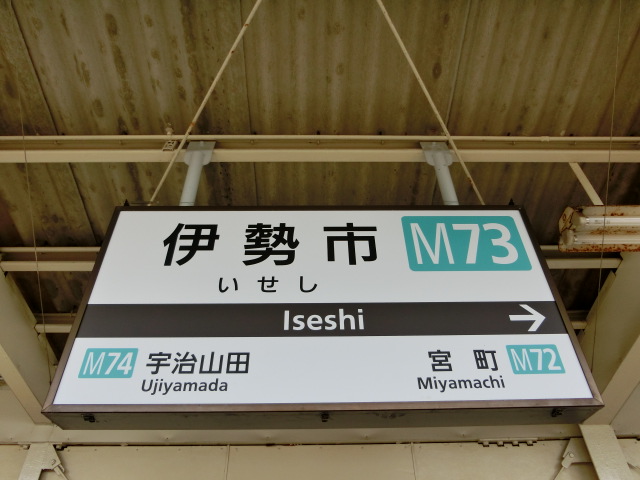 伊勢市 M73
いせし
Iseshi
M74 宇治山田
Ujiyamada
宮町 M72
Miyamachi